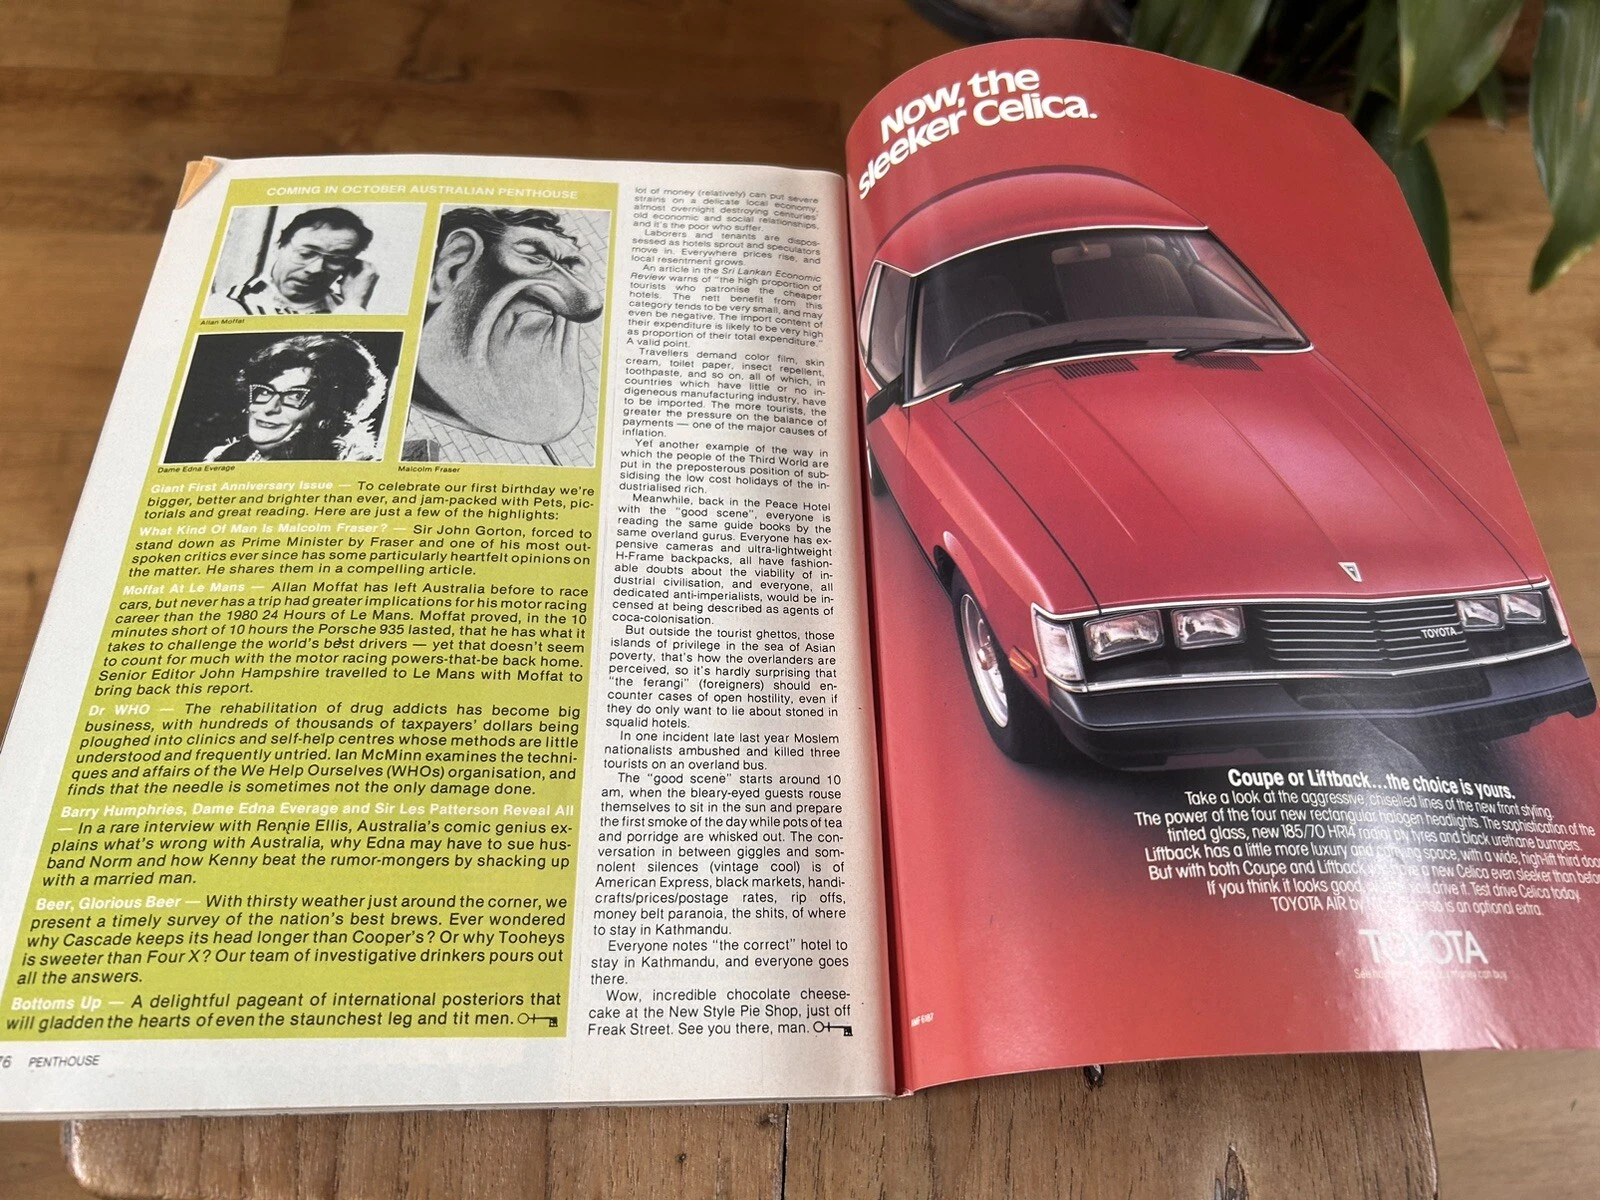 COMING IN OCTOBER AUSTRALIAN PENTHOUSE
Allan Moffat
Dame Edna Everage
Malcolm Fraser
Giant First Anniversary Issue — To celebrate our first birthday we're
bigger, better and brighter than ever, and jam-packed with Pets, pic-
torials and great reading. Here are just a few of the highlights:
What Kind Of Man Is Malcolm Fraser? — Sir John Gorton, forced to
stand down as Prime Minister by Fraser and one of his most out-
spoken critics ever since has some particularly heartfelt opinions on
the matter. He shares them in a compelling article.
Moffat At Le Mans — Allan Moffat has left Australia before to race
cars, but never has a trip had greater implications for his motor racing
career than the 1980 24 Hours of Le Mans. Moffat proved, in the 10
minutes short of 10 hours the Porsche 935 lasted, that he has what it
takes to challenge the world's best drivers — yet that doesn't seem
to count for much with the motor racing powers-that-be back home.
Senior Editor John Hampshire travelled to Le Mans with Moffat to
bring back this report.
Dr WHO — The rehabilitation of drug addicts has become big
business, with hundreds of thousands of taxpayers' dollars being
ploughed into clinics and self-help centres whose methods are little
understood and frequently untried. Ian McMinn examines the techni-
ques and affairs of the We Help Ourselves (WHOs) organisation, and
finds that the needle is sometimes not the only damage done.
Barry Humphries, Dame Edna Everage and Sir Les Patterson Reveal All
— In a rare interview with Rennie Ellis, Australia's comic genius ex-
plains what's wrong with Australia, why Edna may have to sue hus-
band Norm and how Kenny beat the rumor-mongers by shacking up
with a married man.
Beer, Glorious Beer — With thirsty weather just around the corner, we
present a timely survey of the nation's best brews. Ever wondered
why Cascade keeps its head longer than Cooper's? Or why Tooheys
is sweeter than Four X? Our team of investigative drinkers pours out
all the answers.
Bottoms Up — A delightful pageant of international posteriors that
will gladden the hearts of even the staunchest leg and tit men.
76 PENTHOUSE
lot of money (relatively) can put severe
strains on a delicate local economy,
almost overnight destroying centuries'
old economic and social relationships,
and it's the poor who suffer.
Laborers and tenants are dispos-
sessed as hotels sprout and speculators
move in. Everywhere prices rise, and
local resentment grows.
An article in the Sri Lankan Economic
Review warns of "the high proportion of
tourists who patronise the cheaper
hotels. The nett benefit from this
category tends to be very small, and may
even be negative. The import content of
their expenditure is likely to be very high
as proportion of their total expenditure."
A valid point.
Travellers demand color film, skin
cream, toilet paper, insect repellent,
toothpaste, and so on, all of which, in
countries which have little or no in-
digeneous manufacturing industry, have
to be imported. The more tourists, the
greater the pressure on the balance of
payments — one of the major causes of
inflation.
Yet another example of the way in
which the people of the Third World are
put in the preposterous position of sub-
sidising the low cost holidays of the in-
dustrialised rich.
Meanwhile, back in the Peace Hotel
with the "good scene", everyone is
reading the same guide books by the
same overland gurus. Everyone has ex-
pensive cameras and ultra-lightweight
H-Frame backpacks, all have fashion-
able doubts about the viability of in-
dustrial civilisation, and everyone, all
dedicated anti-imperialists, would be in-
censed at being described as agents of
coca-colonisation.
But outside the tourist ghettos, those
islands of privilege in the sea of Asian
poverty, that's how the overlanders are
perceived, so it's hardly surprising that
"the ferangi" (foreigners) should en-
counter cases of open hostility, even if
they do only want to lie about stoned in
squalid hotels.
In one incident late last year Moslem
nationalists ambushed and killed three
tourists on an overland bus.
The "good scene" starts around 10
am, when the bleary-eyed guests rouse
themselves to sit in the sun and prepare
the first smoke of the day while pots of tea
and porridge are whisked out. The con-
versation in between giggles and som-
nolent silences (vintage cool) is of
American Express, black markets, handi-
crafts/prices/postage rates, rip offs,
money belt paranoia, the shits, of where
to stay in Kathmandu.
Everyone notes "the correct" hotel to
stay in Kathmandu, and everyone goes
there.
Wow, incredible chocolate cheese-
cake at the New Style Pie Shop, just off
Freak Street. See you there, man.
Now, the
sleeker Celica.
TOYOTA
Coupe or Liftback...the choice is yours.
Take a look at the aggressive, chiselled lines of the new front styling.
The power of the four new rectangular halogen headlights. The sophistication of the
tinted glass, new 185/70 HR14 radial ply tyres and black urethane bumpers.
Liftback has a little more luxury and carrying space, with a wide, high-lift third door.
But with both Coupe and Liftback have a new Celica even sleeker than before.
If you think it looks good, you drive it. Test drive Celica today.
TOYOTA AIR by is an optional extra.
TOYOTA
See money can buy